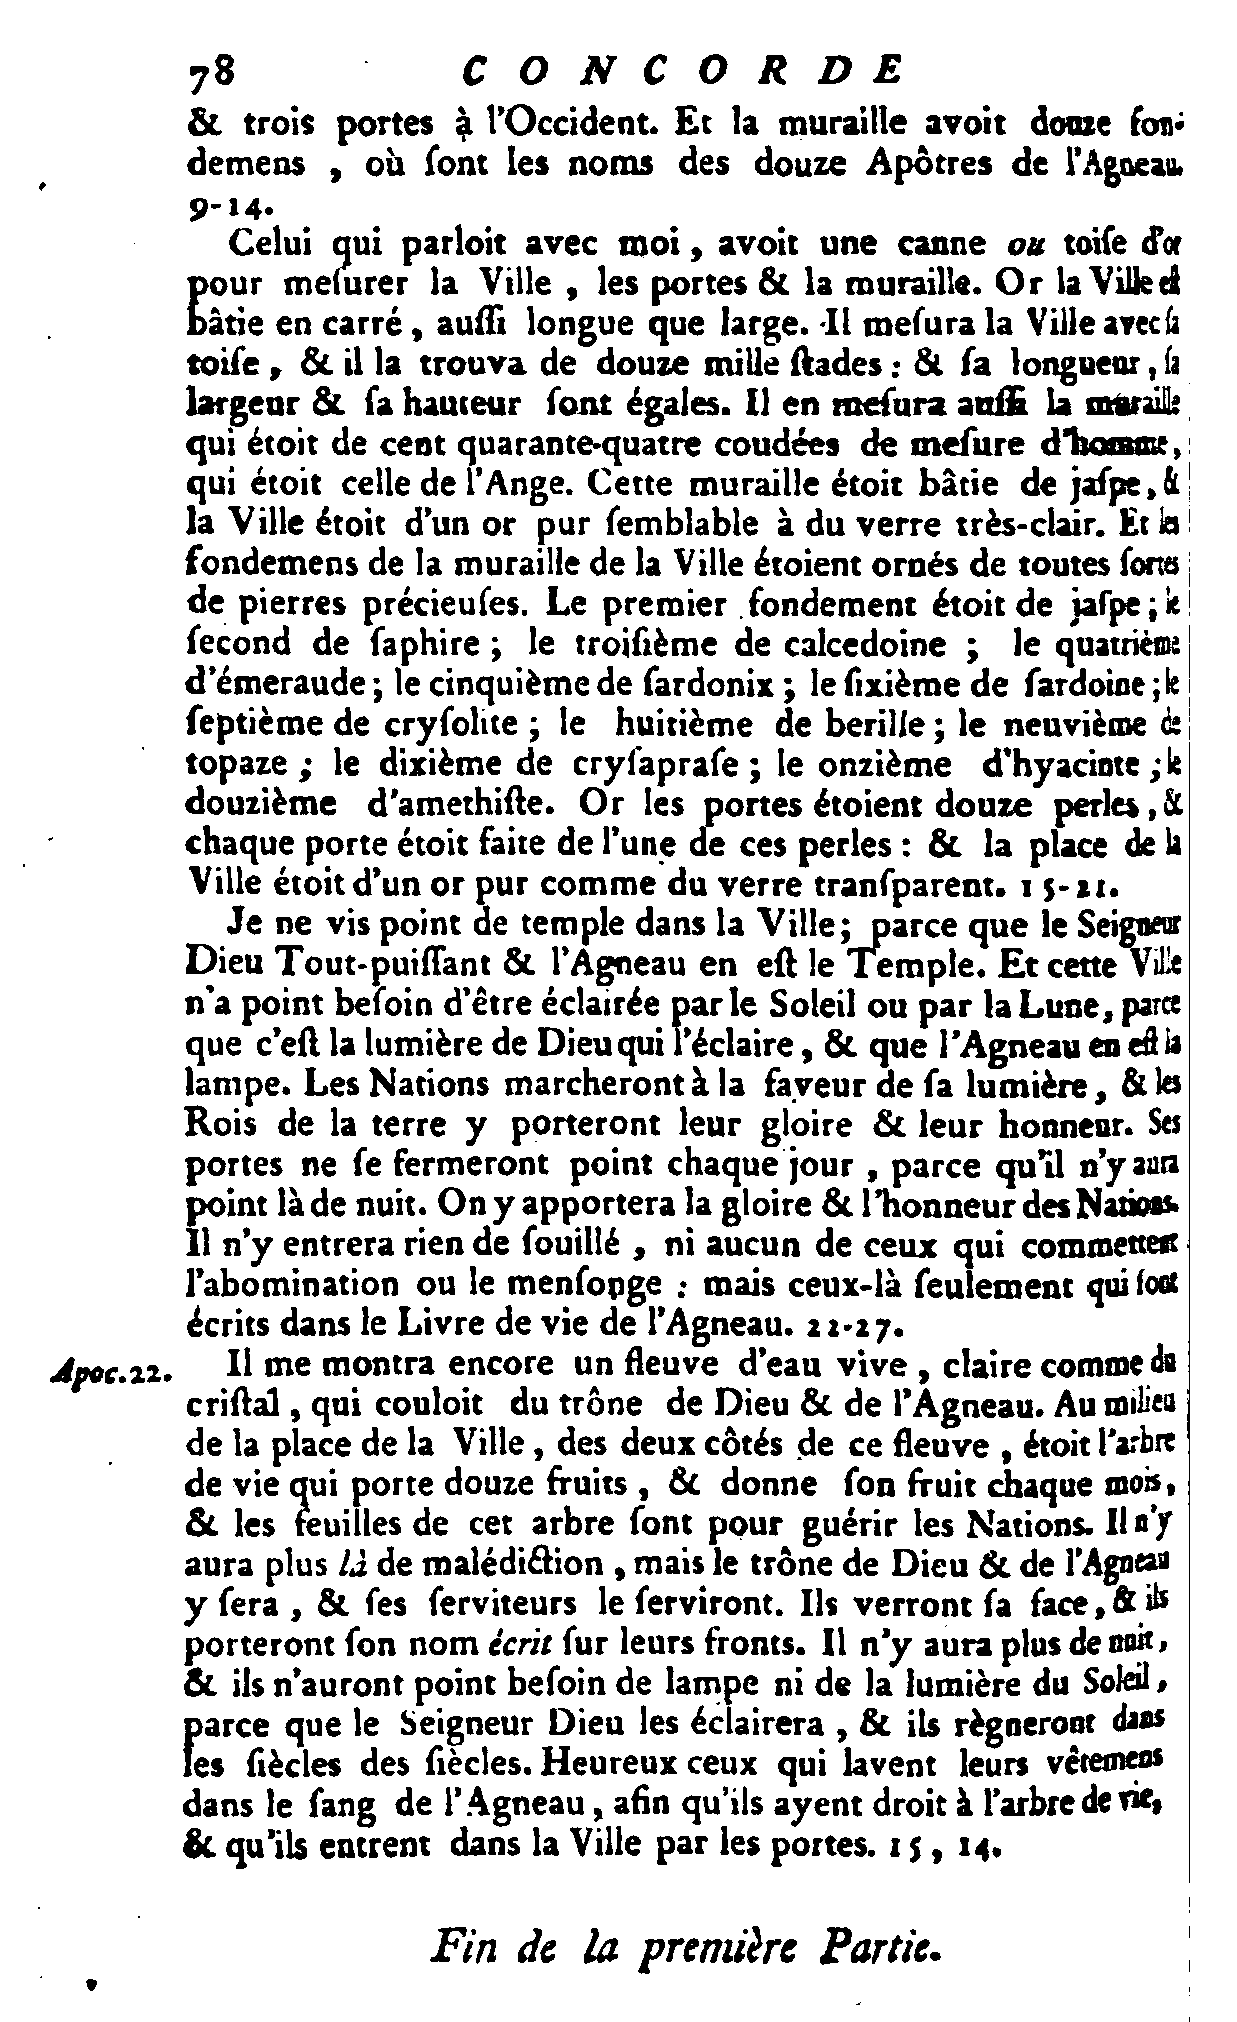 78 CONCORDE
& trois portes à l'Occident. Et la muraille avoit douze fon-
demens , où ſont les noms des douze Apôtres de l'Agneau.
9-14.
Celui qui parloit avec moi , avoit une canne ou toiſe d'or
pour meſurer la Ville , les portes & la muraille. Or la Ville eſt
bâtie en carré , auſſi longue que large. Il meſura la Ville avec ſa
toiſe , & il la trouva de douze mille ſtades : & ſa longueur , ſa
largeur & ſa hauteur ſont égales. Il en meſura auſſi la muraille
qui étoit de cent quarante-quatre coudées de meſure d'homme,
qui étoit celle de l'Ange. Cette muraille étoit bâtie de jaſpe , &
la Ville étoit d'un or pur ſemblable à du verre très-clair. Et les
fondemens de la muraille de la Ville étoient ornés de toutes ſortes
de pierres précieuſes. Le premier fondement étoit de jaſpe ; le
ſecond de ſaphire ; le troiſième de calcedoine ; le quatrième
d'émeraude ; le cinquième de ſardonix ; le ſixième de ſardoine ; le
ſeptième de cryſolite ; le huitième de berille ; le neuvième de
topaze ; le dixième de cryſapraſe ; le onzième d'hyacinte ; le
douzième d'amethiſte. Or les portes étoient douze perles , &
chaque porte étoit faite de l'une de ces perles : & la place de la
Ville étoit d'un or pur comme du verre tranſparent. 15-21.
Je ne vis point de temple dans la Ville ; parce que le Seigneur
Dieu Tout-puiſſant & l'Agneau en eſt le Temple. Et cette Ville
n'a point beſoin d'être éclairée par le Soleil ou par la Lune, parce
que c'eſt la lumière de Dieu qui l'éclaire , & que l'Agneau en eſt la
lampe. Les Nations marcheront à la faveur de ſa lumière , & les
Rois de la terre y porteront leur gloire & leur honneur. Ses
portes ne ſe fermeront point chaque jour , parce qu'il n'y aura
point là de nuit. On y apportera la gloire & l'honneur des Nations.
Il n'y entrera rien de ſouillé , ni aucun de ceux qui commettent
l'abomination ou le menſonge : mais ceux-là ſeulement qui ſont
écrits dans le Livre de vie de l'Agneau. 22-27.
Apoc. 22. Il me montra encore un fleuve d'eau vive , claire comme du
criſtal , qui couloit du trône de Dieu & de l'Agneau. Au milieu
de la place de la Ville , des deux côtés de ce fleuve , étoit l'arbre
de vie qui porte douze fruits , & donne ſon fruit chaque mois,
& les feuilles de cet arbre ſont pour guérir les Nations. Il n'y
aura plus là de malédiction , mais le trône de Dieu & de l'Agneau
y ſera , & ſes ſerviteurs le ſerviront. Ils verront ſa face , & ils
porteront ſon nom écrit ſur leurs fronts. Il n'y aura plus de nuit,
& ils n'auront point beſoin de lampe ni de la lumière du Soleil,
parce que le Seigneur Dieu les éclairera , & ils règneront dans
les ſiècles des ſiècles. Heureux ceux qui lavent leurs vêtemens
dans le ſang de l'Agneau , afin qu'ils ayent droit à l'arbre de vie,
& qu'ils entrent dans la Ville par les portes. 15 , 14.
Fin de la première Partie.